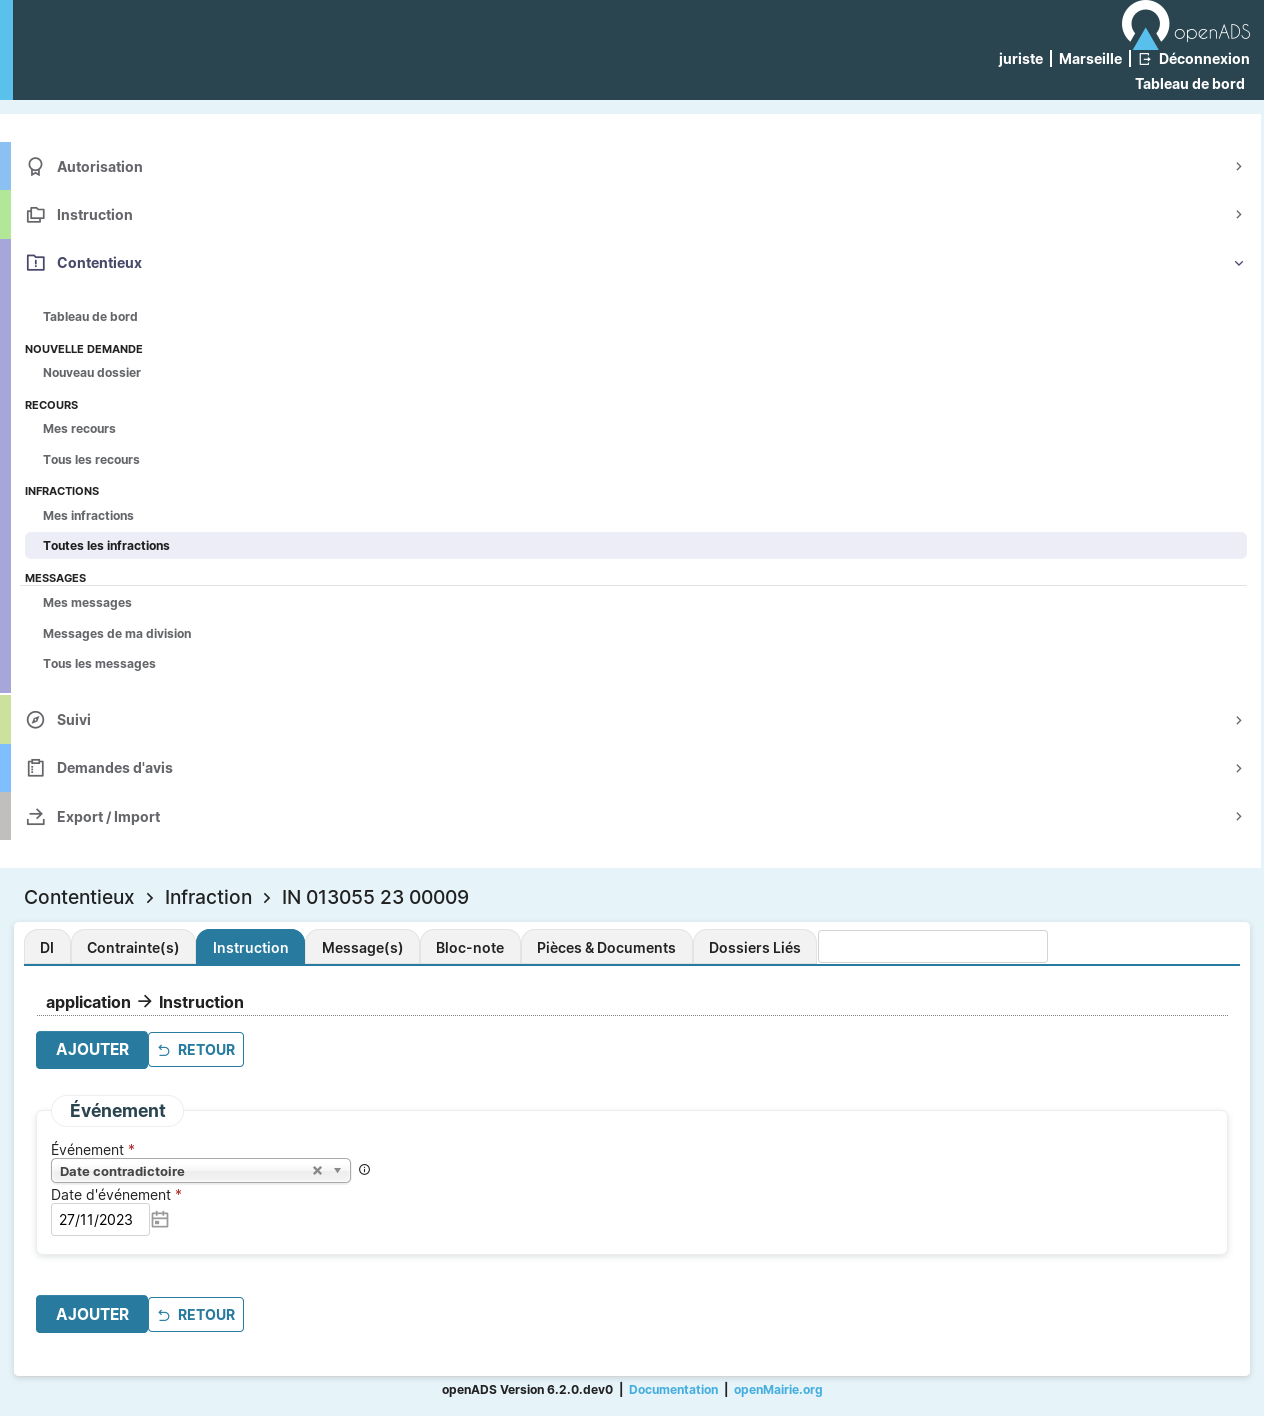 openADS
juriste | Marseille | Déconnexion
Tableau de bord
Autorisation
Instruction
Contentieux
Tableau de bord
NOUVELLE DEMANDE
Nouveau dossier
RECOURS
Mes recours
Tous les recours
INFRACTIONS
Mes infractions
Toutes les infractions
MESSAGES
Mes messages
Messages de ma division
Tous les messages
Suivi
Demandes d'avis
Export / Import
Contentieux > Infraction > IN 013055 23 00009
DI Contrainte(s) Instruction Message(s) Bloc-note Pièces & Documents Dossiers Liés
application → Instruction
AJOUTER RETOUR
Événement
Événement *
Date contradictoire
Date d'événement *
27/11/2023
AJOUTER RETOUR
openADS Version 6.2.0.dev0 | Documentation | openMairie.org